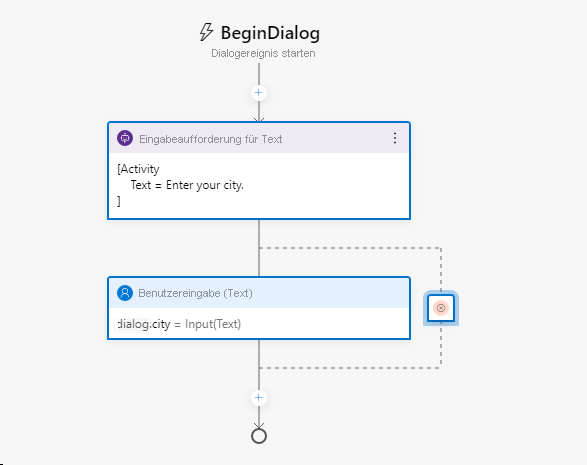 BeginDialog
Dialogereignis starten
Eingabeaufforderung für Text
[Activity
Text = Enter your city.
]
Benutzereingabe (Text)
dialog.city = Input(Text)